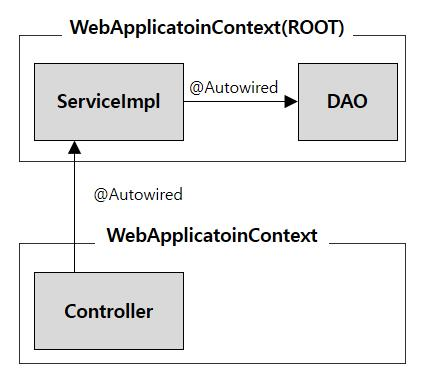 WebApplicatoinContext(ROOT)
ServiceImpl
@Autowired
DAO
@Autowired
WebApplicatoinContext
Controller